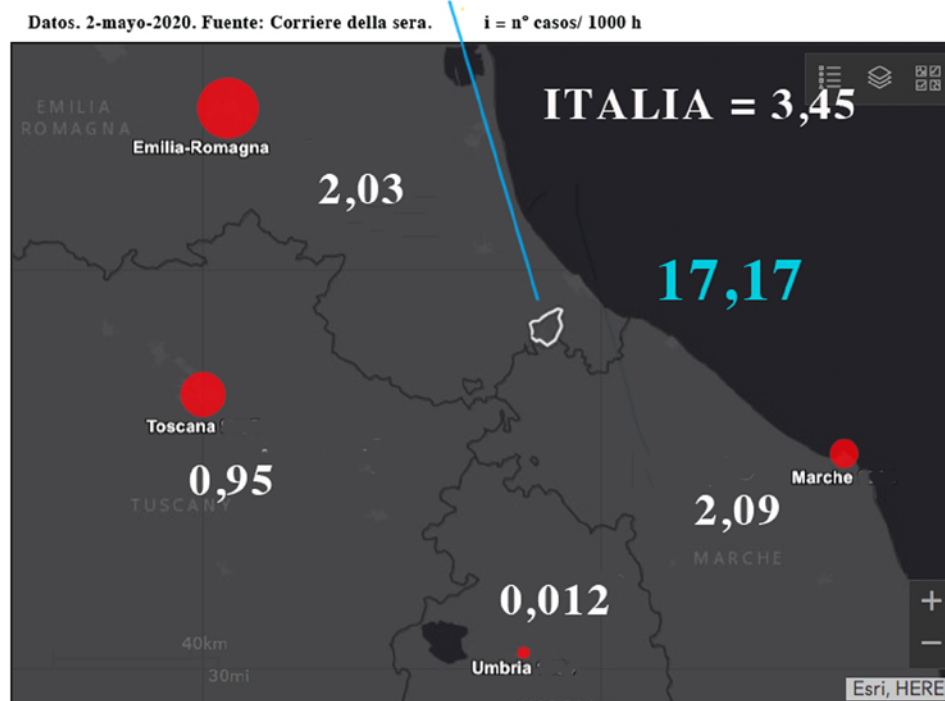 Datos. 2-mayo-2020. Fuente: Corriere della sera. i = nº casos/ 1000 h
ITALIA = 3,45
EMILIA
ROMAGNA
Emilia-Romagna
2,03
17,17
Toscana
0,95
TUSCANY
Marche
2,09
MARCHE
0,012
Umbria
40km
30mi
+
−
Esri, HERE